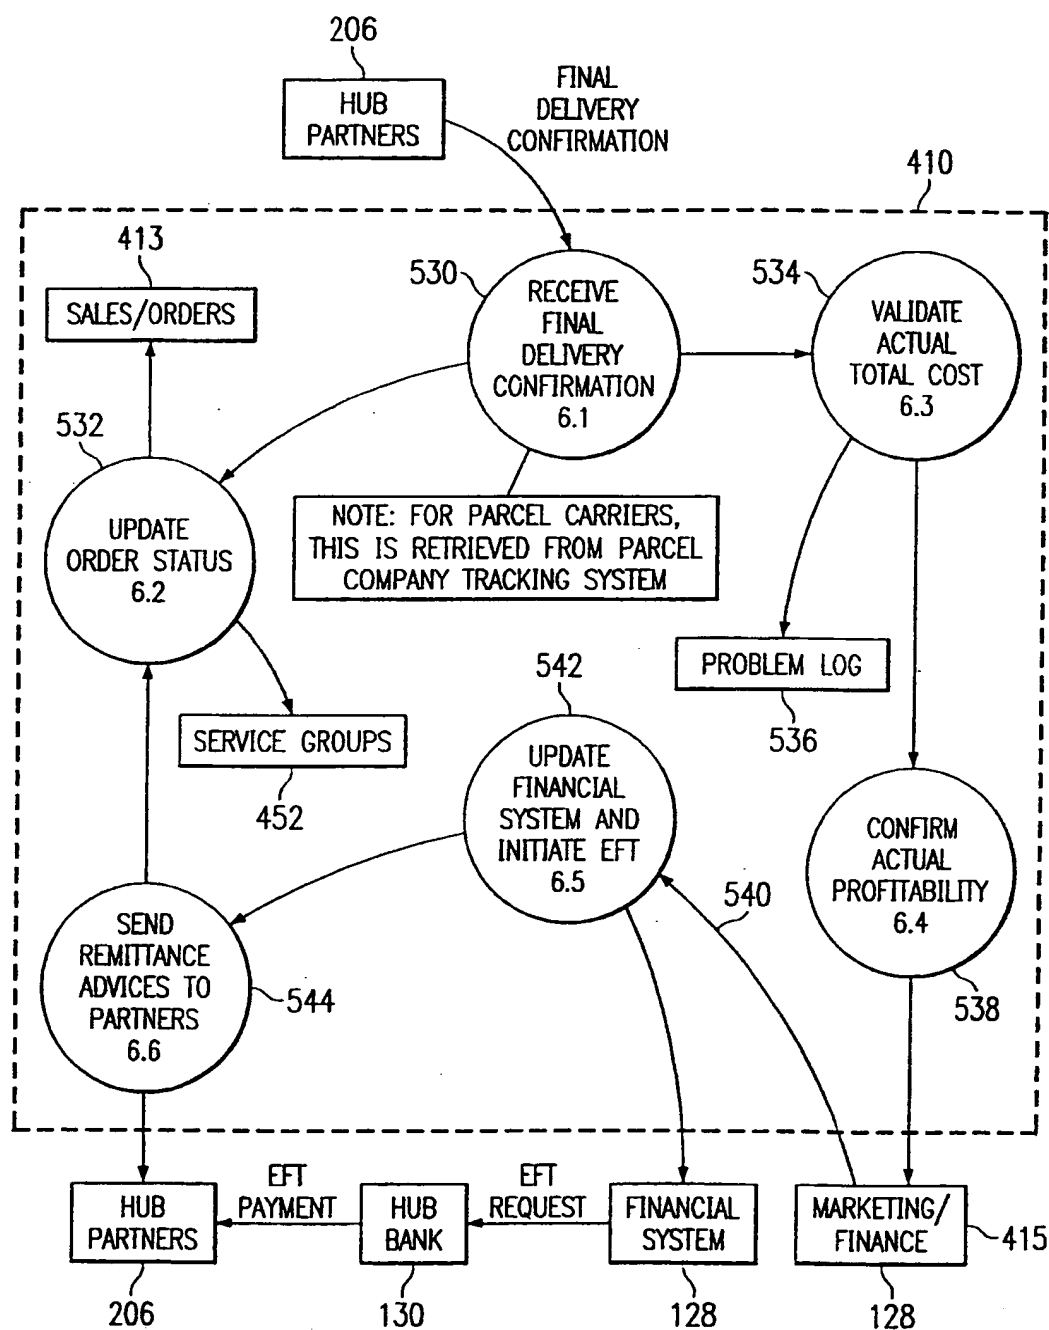 206
HUB
PARTNERS
FINAL
DELIVERY
CONFIRMATION
410
413
SALES/ORDERS
530
RECEIVE
FINAL
DELIVERY
CONFIRMATION
6.1
534
VALIDATE
ACTUAL
TOTAL COST
6.3
532
UPDATE
ORDER STATUS
6.2
NOTE: FOR PARCEL CARRIERS,
THIS IS RETRIEVED FROM PARCEL
COMPANY TRACKING SYSTEM
PROBLEM LOG
536
SERVICE GROUPS
452
542
UPDATE
FINANCIAL
SYSTEM AND
INITIATE EFT
6.5
CONFIRM
ACTUAL
PROFITABILITY
6.4
538
540
SEND
REMITTANCE
ADVICES TO
PARTNERS
6.6
544
HUB
PARTNERS
206
EFT
PAYMENT
HUB
BANK
130
EFT
REQUEST
FINANCIAL
SYSTEM
128
MARKETING/
FINANCE
415
128